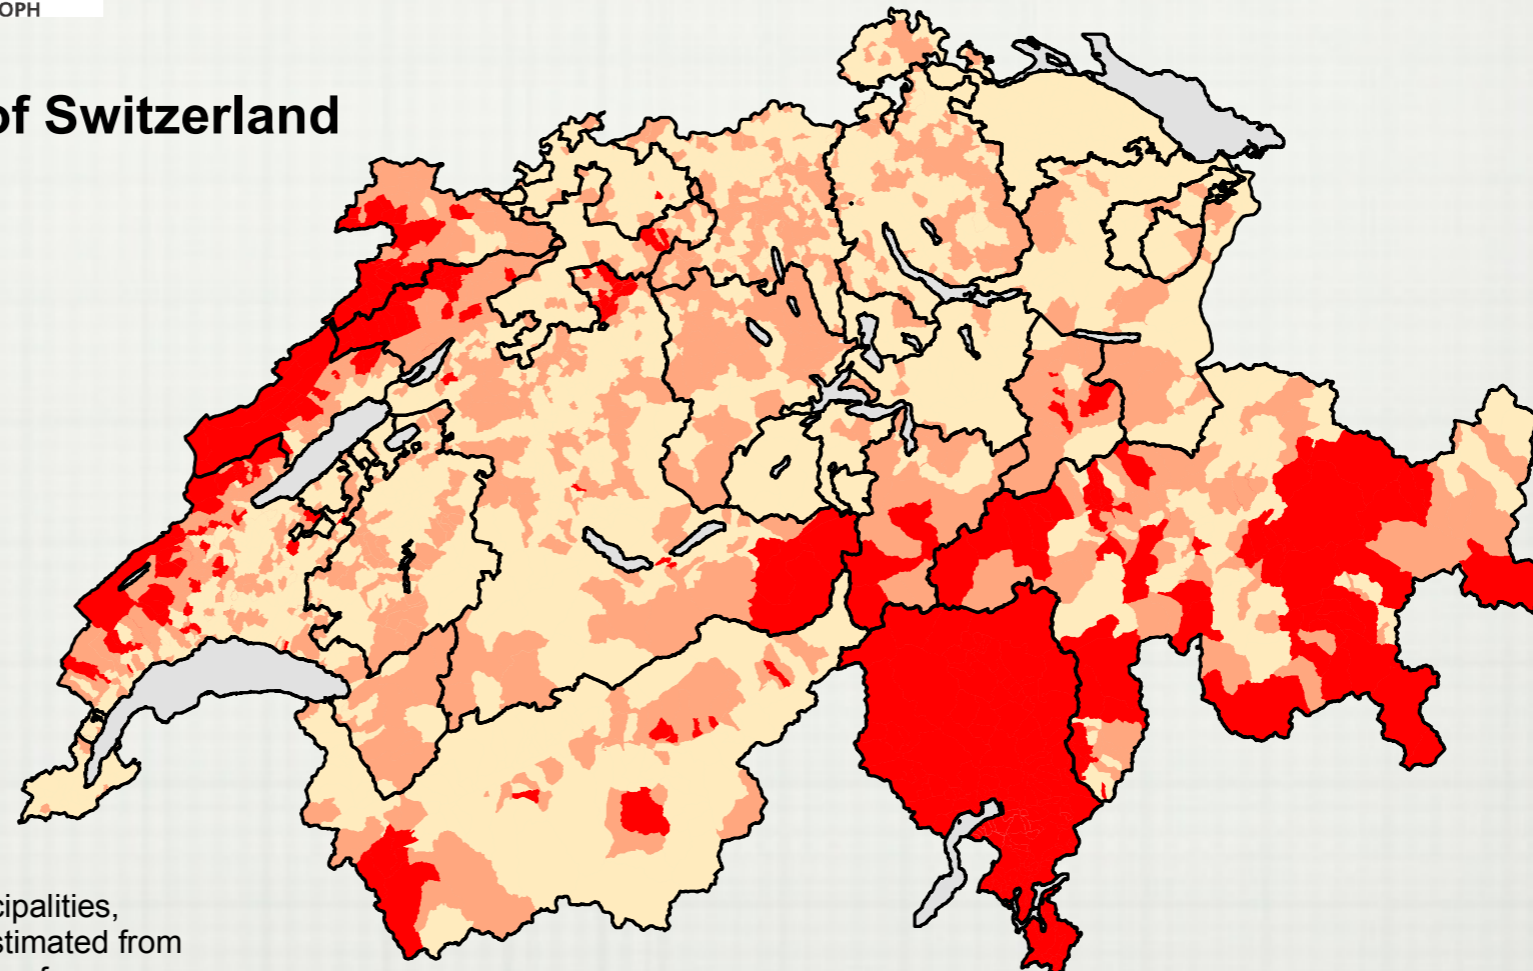 OPH
of Switzerland
cipalities,
stimated from